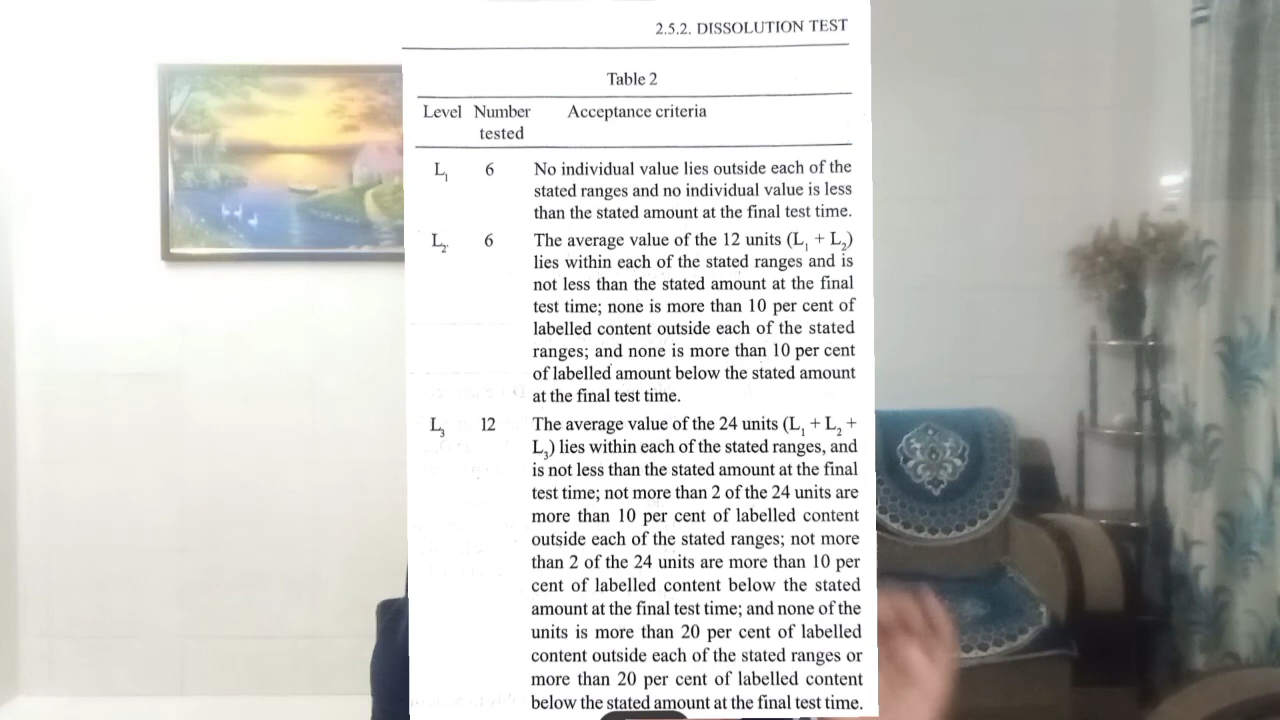 2.5.2. DISSOLUTION TEST
Table 2
Level Number Acceptance criteria
tested
L₁ 6 No individual value lies outside each of the
stated ranges and no individual value is less
than the stated amount at the final test time.
L₂ 6 The average value of the 12 units (L₁ + L₂)
lies within each of the stated ranges and is
not less than the stated amount at the final
test time; none is more than 10 per cent of
labelled content outside each of the stated
ranges; and none is more than 10 per cent
of labelled amount below the stated amount
at the final test time.
L₃ 12 The average value of the 24 units (L₁ + L₂ +
L₃) lies within each of the stated ranges, and
is not less than the stated amount at the final
test time; not more than 2 of the 24 units are
more than 10 per cent of labelled content
outside each of the stated ranges; not more
than 2 of the 24 units are more than 10 per
cent of labelled content below the stated
amount at the final test time; and none of the
units is more than 20 per cent of labelled
content outside each of the stated ranges or
more than 20 per cent of labelled content
below the stated amount at the final test time.